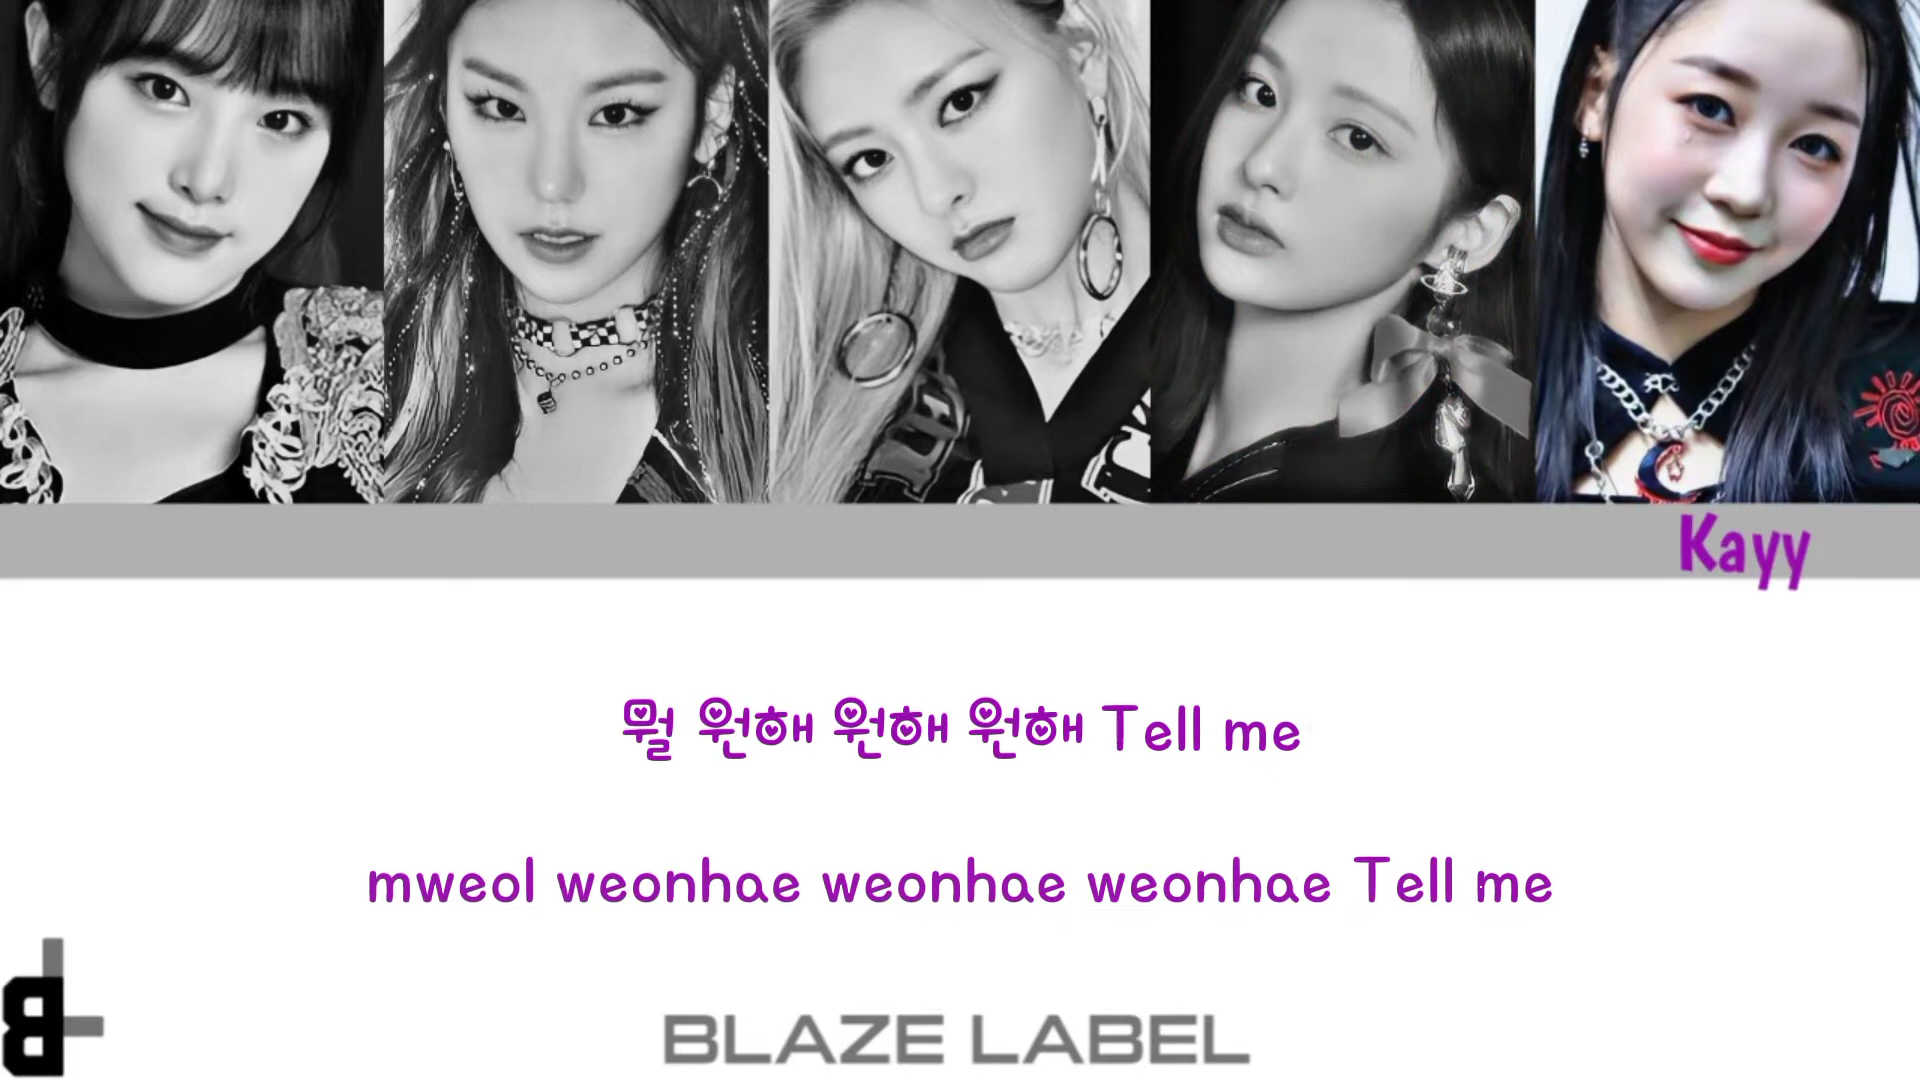 Kayy
뭘 원해 원해 원해 Tell me
mweol weonhae weonhae weonhae Tell me
B
BLAZE LABEL